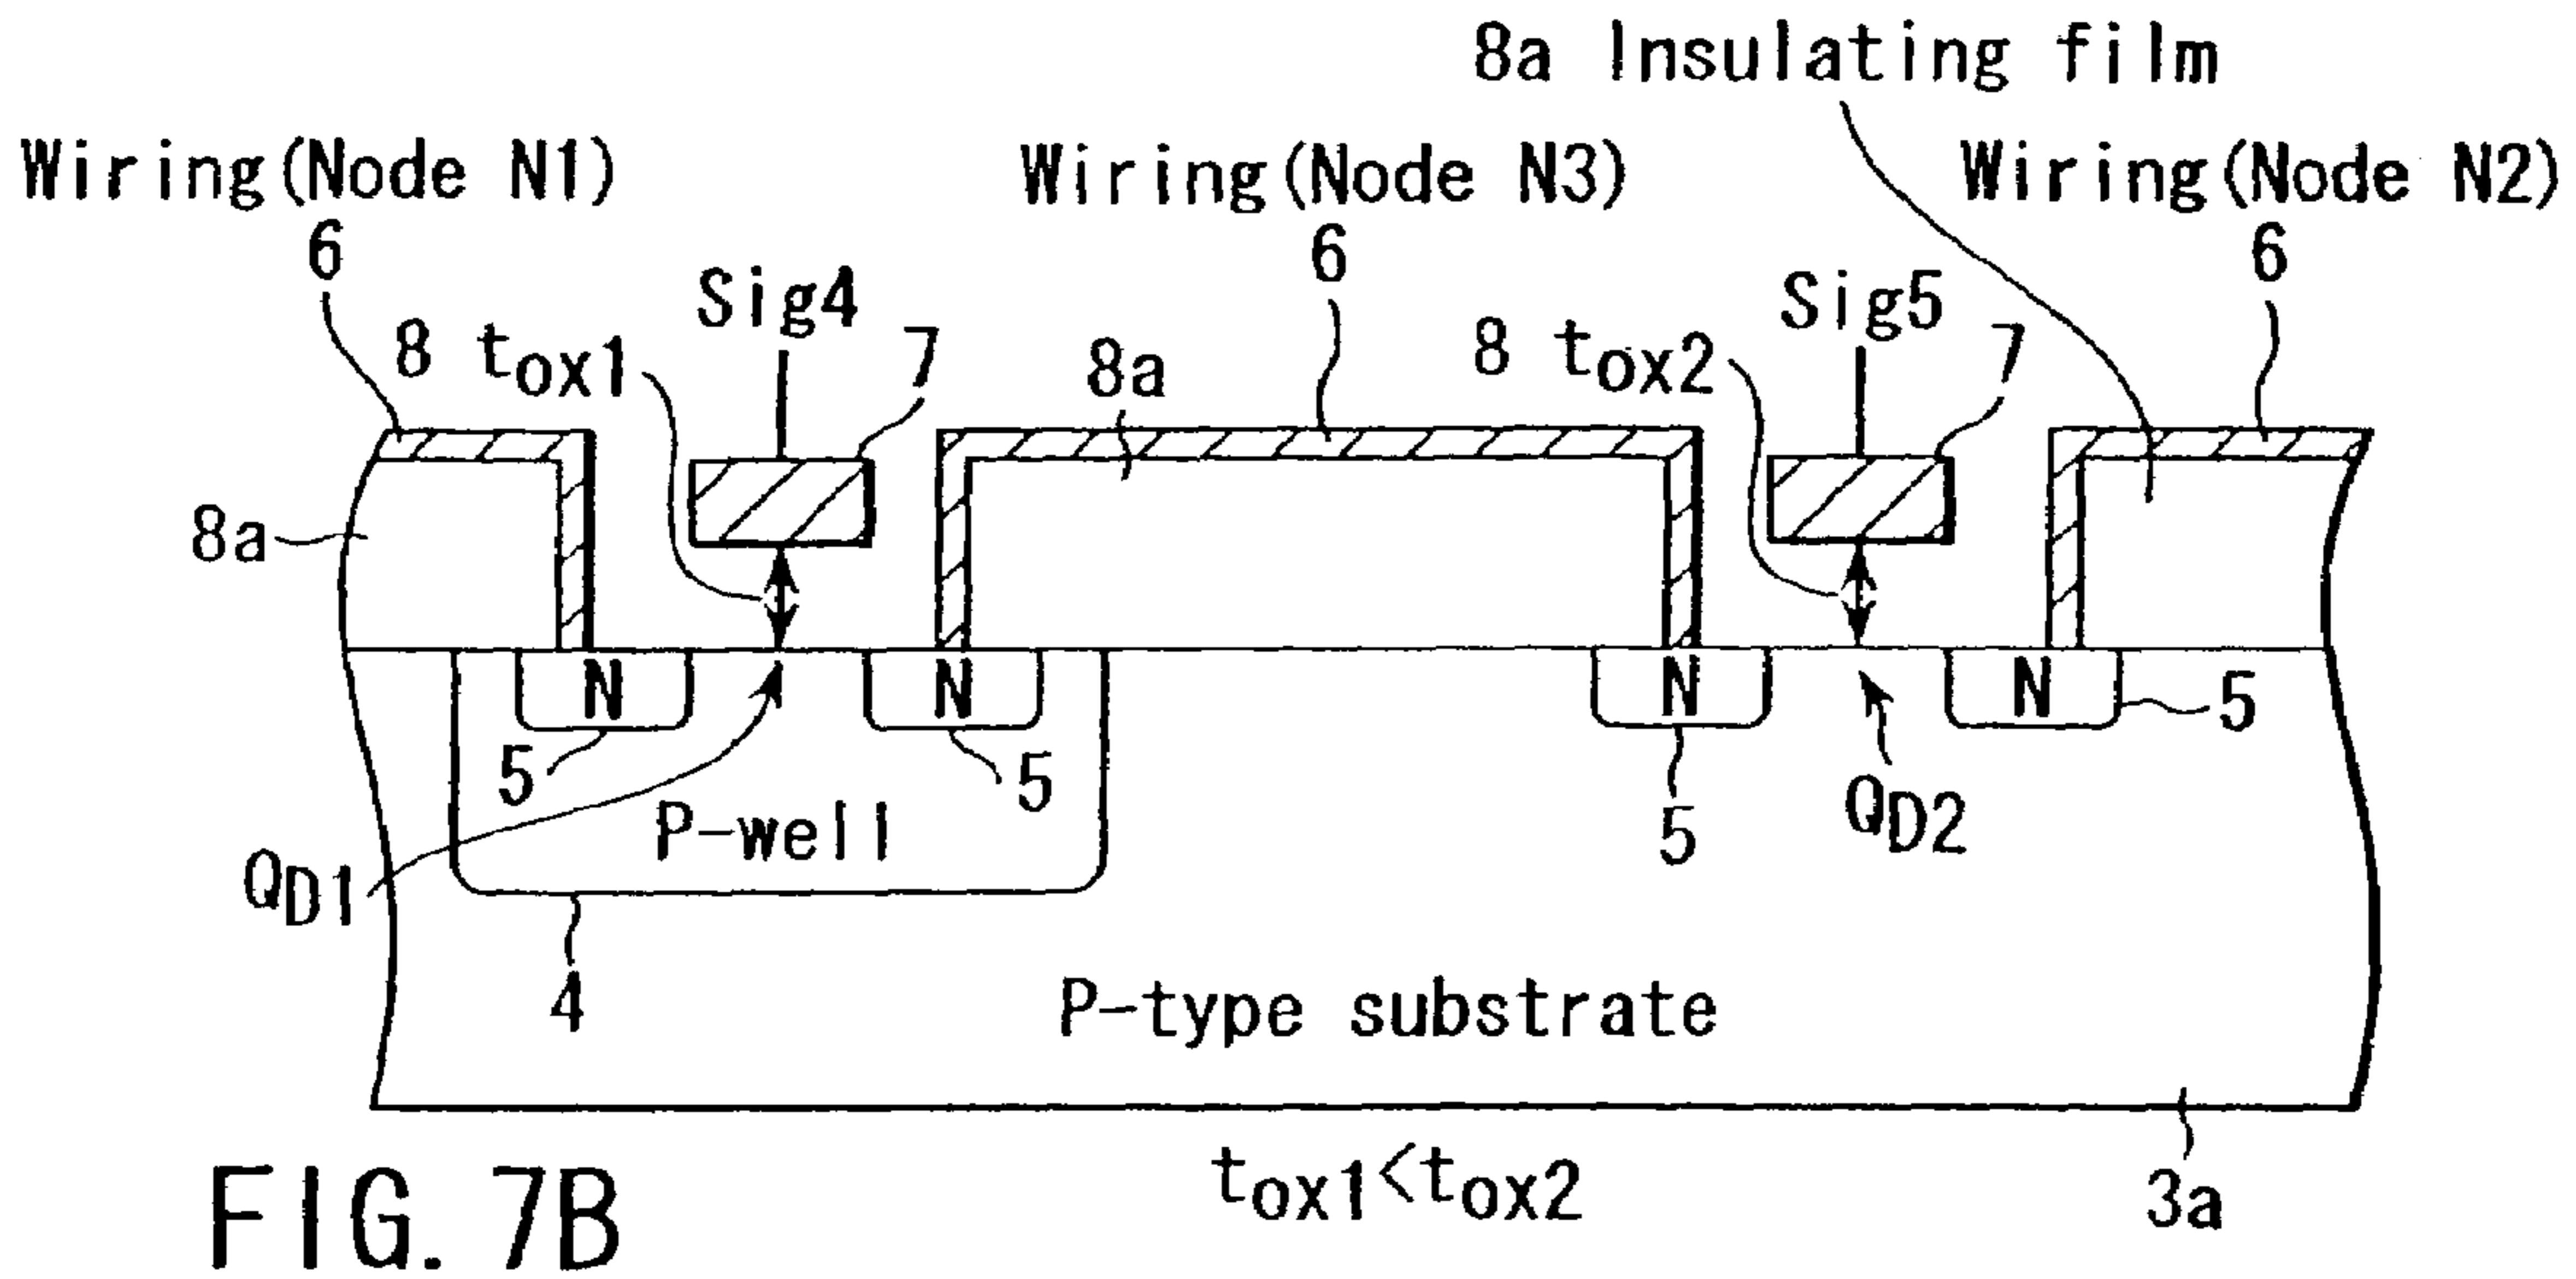 8a Insulating film
Wiring(Node N1)
Wiring(Node N3)
Wiring(Node N2)
6
6
6
Sig4
Sig5
8 tox1
7
8a
8 tox2
7
8a
N
N
N
N
5
5
5
5
P-well
QD1
QD2
4
P-type substrate
tox1<tox2
3a
FIG. 7B